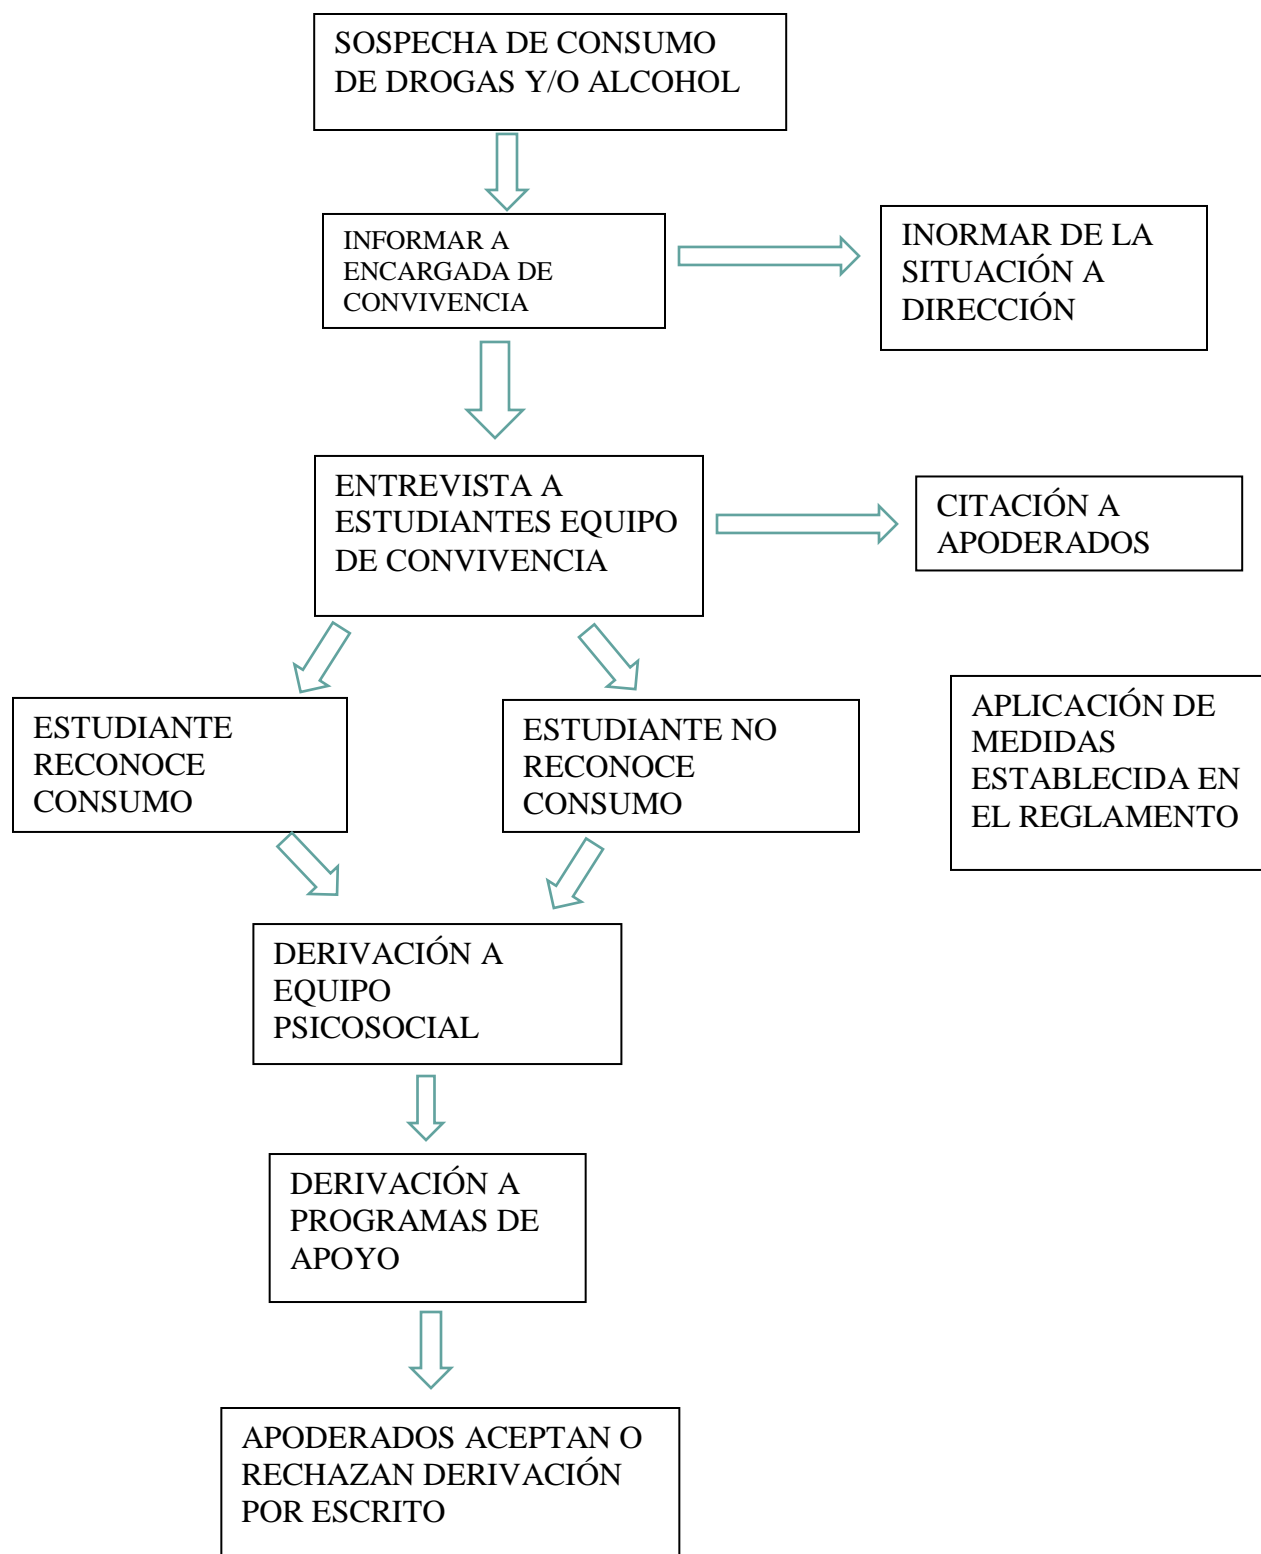 SOSPECHA DE CONSUMO
DE DROGAS Y/O ALCOHOL
INFORMAR A
ENCARGADA DE
CONVIVENCIA
INORMAR DE LA
SITUACIÓN A
DIRECCIÓN
ENTREVISTA A
ESTUDIANTES EQUIPO
DE CONVIVENCIA
CITACIÓN A
APODERADOS
ESTUDIANTE
RECONOCE
CONSUMO
ESTUDIANTE NO
RECONOCE
CONSUMO
APLICACIÓN DE
MEDIDAS
ESTABLECIDA EN
EL REGLAMENTO
DERIVACIÓN A
EQUIPO
PSICOSOCIAL
DERIVACIÓN A
PROGRAMAS DE
APOYO
APODERADOS ACEPTAN O
RECHAZAN DERIVACIÓN
POR ESCRITO